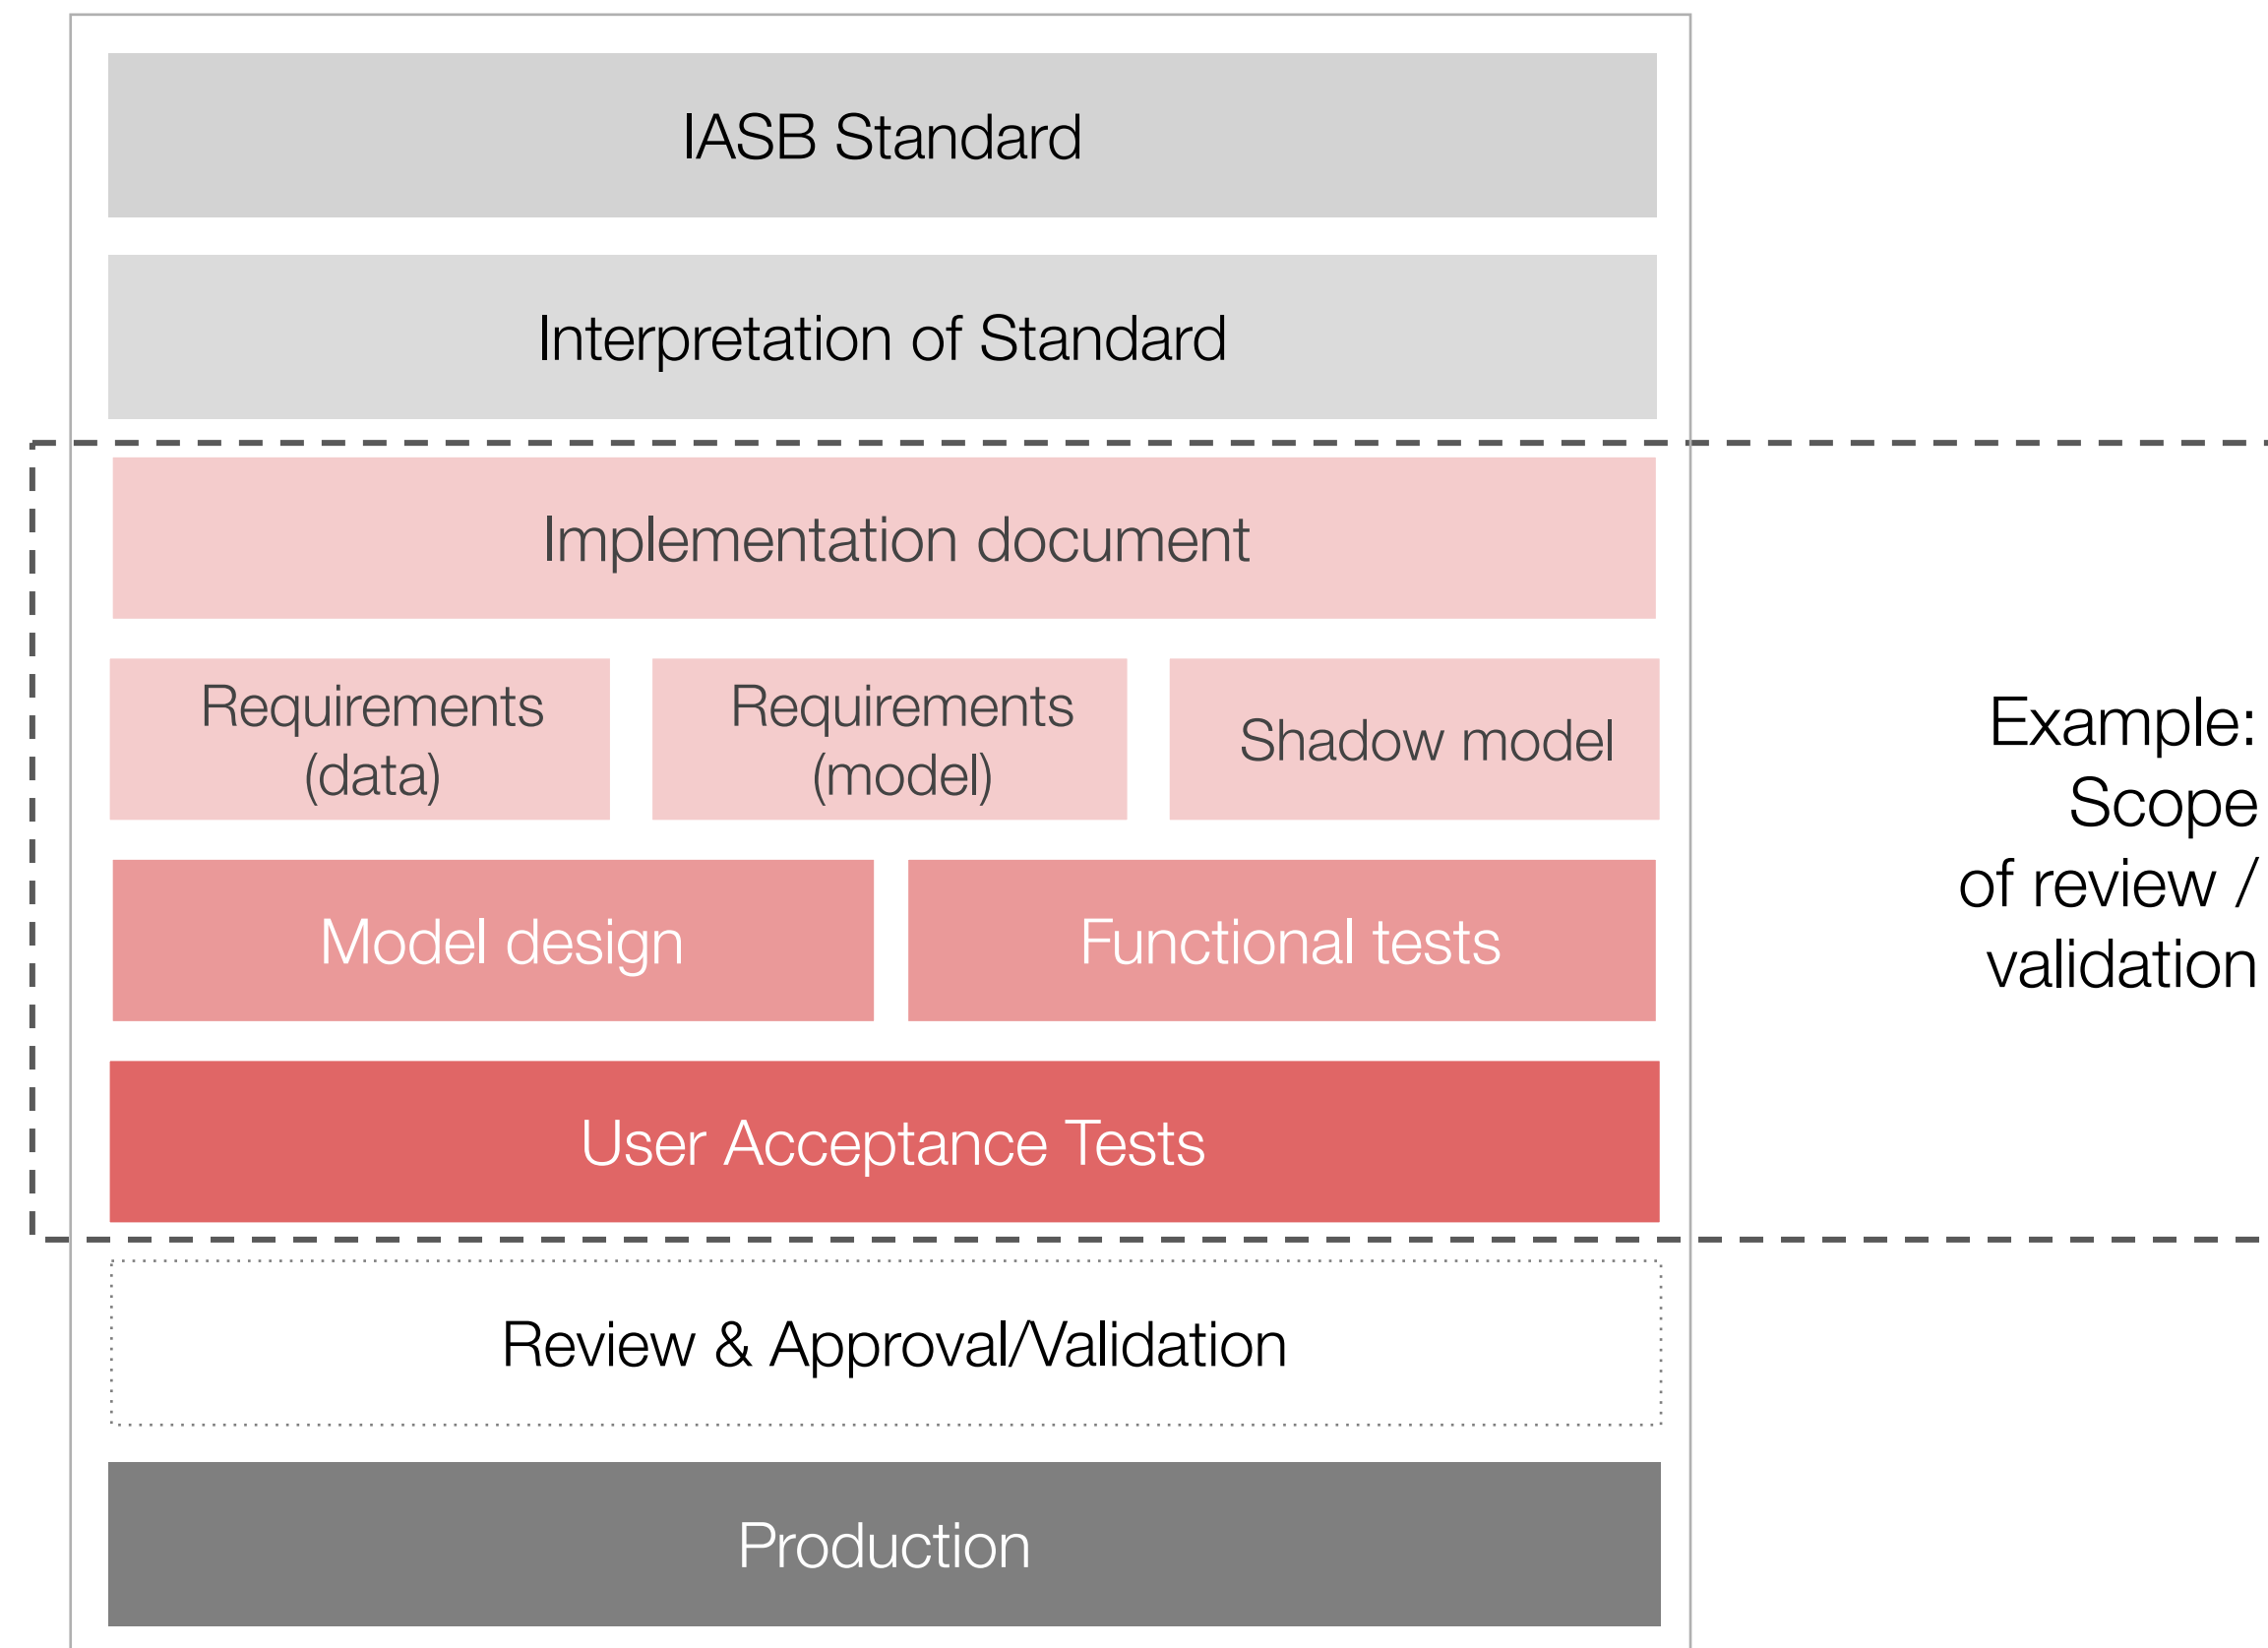 IASB Standard
Interpretation of Standard
Implementation document
Requirements
(data)
Requirements
(model)
Shadow model
Example:
Scope
of review /
validation
Model design
Functional tests
User Acceptance Tests
Review & Approval/Validation
Production